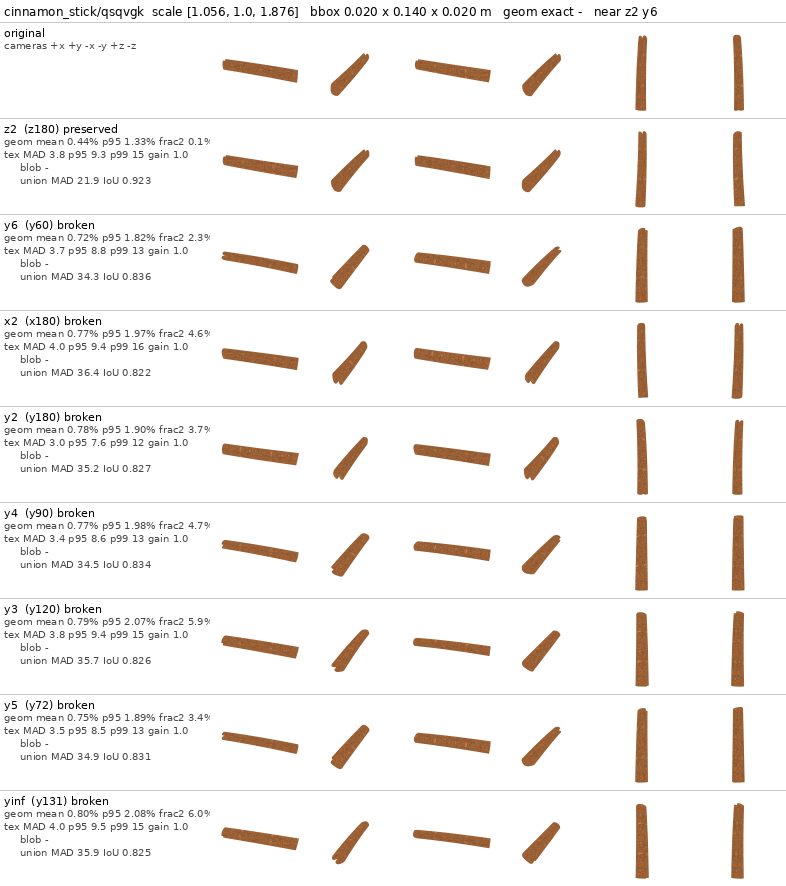 cinnamon_stick/qsqvgk  scale [1.056, 1.0, 1.876]   bbox 0.020 x 0.140 x 0.020 m   geom exact -   near z2 y6
original
cameras +x +y -x -y +z -z
z2  (z180) preserved
geom mean 0.44% p95 1.33% frac2 0.1%
tex MAD 3.8 p95 9.3 p99 15 gain 1.0
blob -
union MAD 21.9 IoU 0.923
y6  (y60) broken
geom mean 0.72% p95 1.82% frac2 2.3%
tex MAD 3.7 p95 8.8 p99 13 gain 1.0
blob -
union MAD 34.3 IoU 0.836
x2  (x180) broken
geom mean 0.77% p95 1.97% frac2 4.6%
tex MAD 4.0 p95 9.4 p99 16 gain 1.0
blob -
union MAD 36.4 IoU 0.822
y2  (y180) broken
geom mean 0.78% p95 1.90% frac2 3.7%
tex MAD 3.0 p95 7.6 p99 12 gain 1.0
blob -
union MAD 35.2 IoU 0.827
y4  (y90) broken
geom mean 0.77% p95 1.98% frac2 4.7%
tex MAD 3.4 p95 8.6 p99 13 gain 1.0
blob -
union MAD 34.5 IoU 0.834
y3  (y120) broken
geom mean 0.79% p95 2.07% frac2 5.9%
tex MAD 3.8 p95 9.4 p99 15 gain 1.0
blob -
union MAD 35.7 IoU 0.826
y5  (y72) broken
geom mean 0.75% p95 1.89% frac2 3.4%
tex MAD 3.5 p95 8.5 p99 13 gain 1.0
blob -
union MAD 34.9 IoU 0.831
yinf  (y131) broken
geom mean 0.80% p95 2.08% frac2 6.0%
tex MAD 4.0 p95 9.5 p99 15 gain 1.0
blob -
union MAD 35.9 IoU 0.825